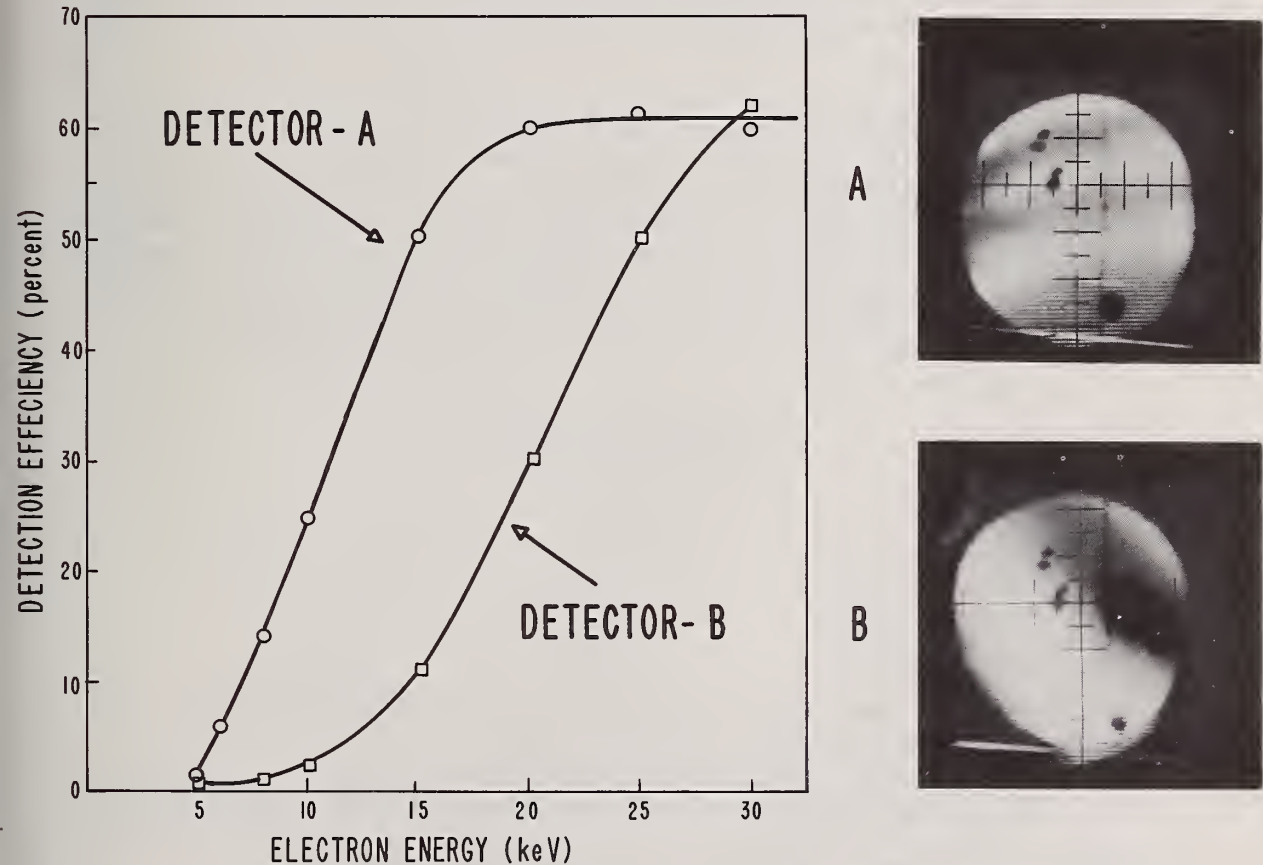 70
60
50
40
30
20
10
0
DETECTION EFFECIENCY (percent)
DETECTOR - A
DETECTOR - B
5 10 15 20 25 30
ELECTRON ENERGY (keV)
A
B